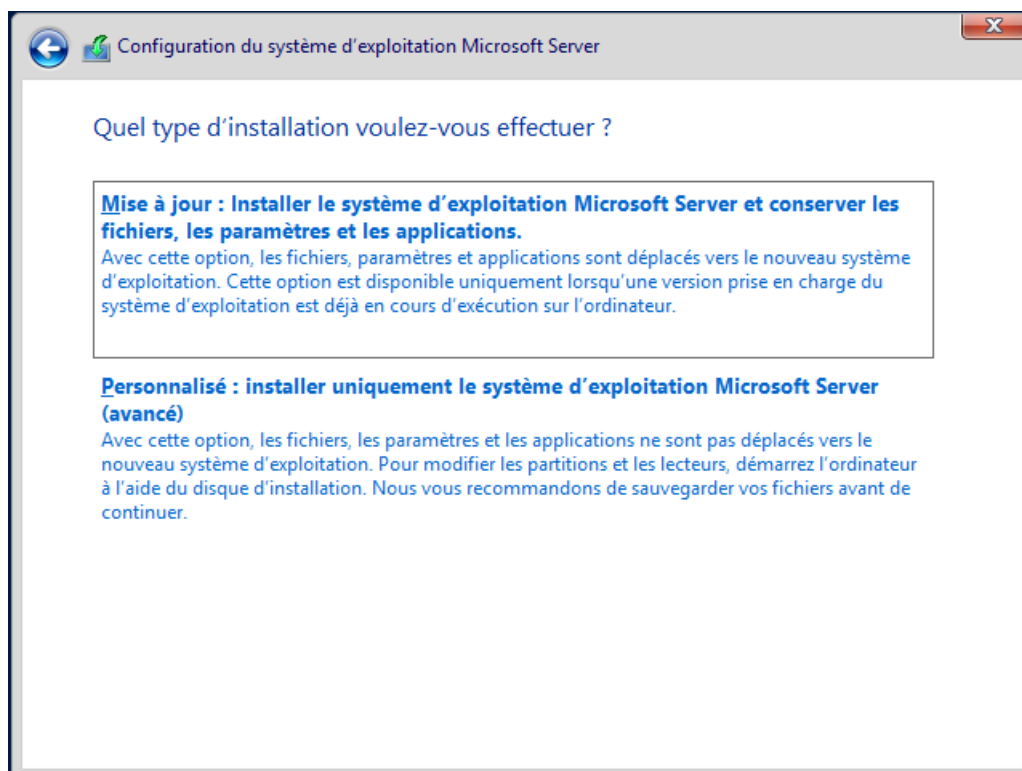 Configuration du système d’exploitation Microsoft Server
Quel type d’installation voulez-vous effectuer ?
Mise à jour : Installer le système d’exploitation Microsoft Server et conserver les
fichiers, les paramètres et les applications.
Avec cette option, les fichiers, paramètres et applications sont déplacés vers le nouveau système
d’exploitation. Cette option est disponible uniquement lorsqu’une version prise en charge du
système d’exploitation est déjà en cours d’exécution sur l’ordinateur.
Personnalisé : installer uniquement le système d’exploitation Microsoft Server
(avancé)
Avec cette option, les fichiers, les paramètres et les applications ne sont pas déplacés vers le
nouveau système d’exploitation. Pour modifier les partitions et les lecteurs, démarrez l’ordinateur
à l’aide du disque d’installation. Nous vous recommandons de sauvegarder vos fichiers avant de
continuer.